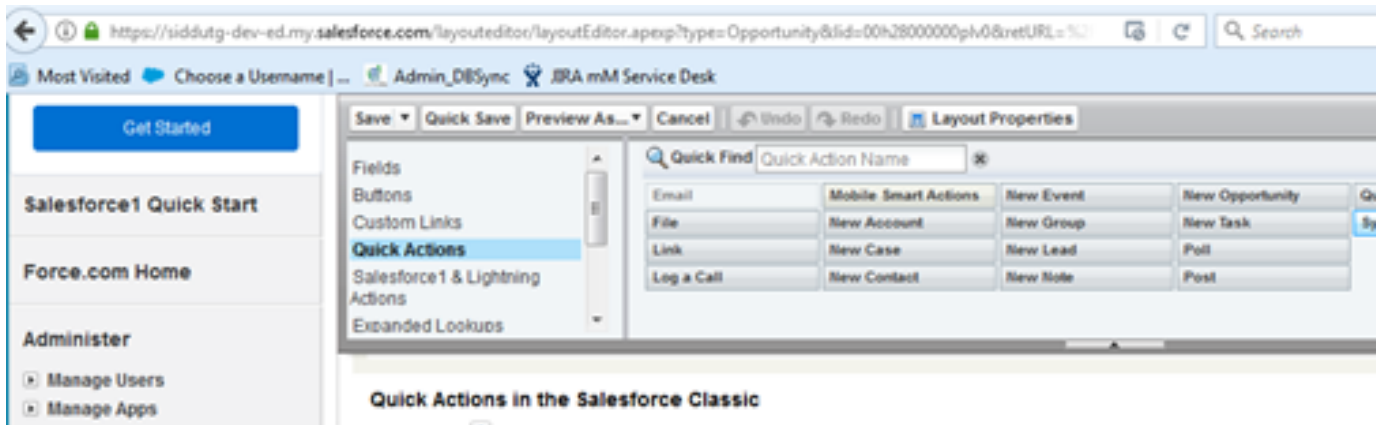 https://siddutg-dev-ed.my.salesforce.com/layouteditor/layoutEditor.apexp?type=Opportunity&lid=00h28000000plv0&retURL=%2 Search
Most Visited Choose a Username | ... Admin_DBSync JIRA mM Service Desk
Get Started
Salesforce1 Quick Start
Force.com Home
Administer
Manage Users
Manage Apps
Save Quick Save Preview As... Cancel Undo Redo Layout Properties
Fields
Buttons
Custom Links
Quick Actions
Salesforce1 & Lightning
Actions
Expanded Lookups
Quick Find Quick Action Name
Email Mobile Smart Actions New Event New Opportunity
File New Account New Group New Task
Link New Case New Lead Poll
Log a Call New Contact New Note Post
Quick Actions in the Salesforce Classic